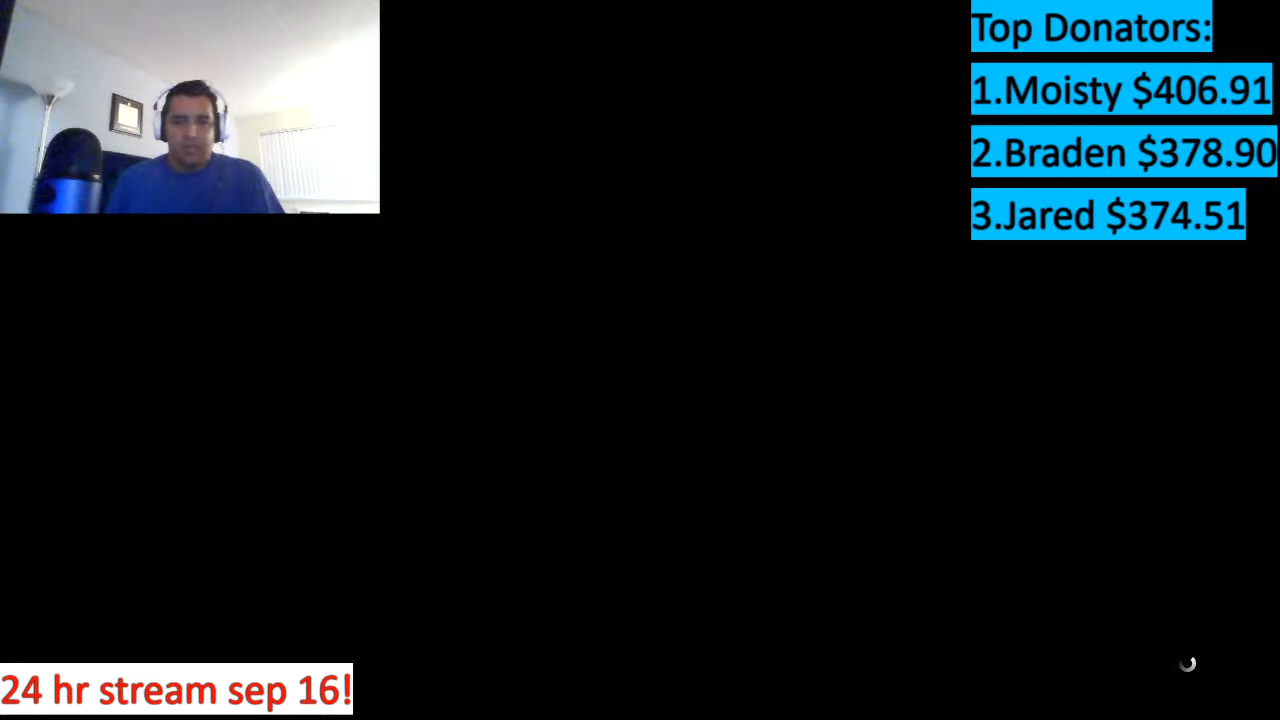 Top Donators:
1.Moisty $406.91
2.Braden $378.90
3.Jared $374.51
24 hr stream sep 16!